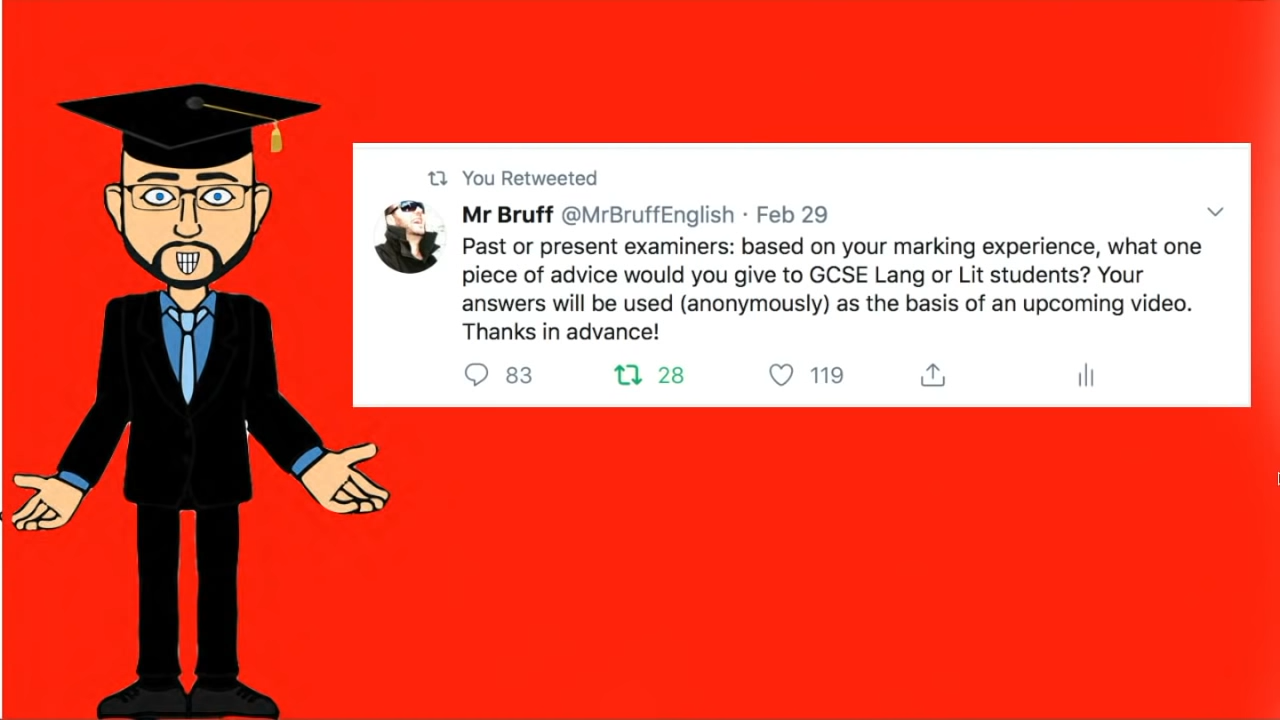 You Retweeted
Mr Bruff @MrBruffEnglish · Feb 29
Past or present examiners: based on your marking experience, what one
piece of advice would you give to GCSE Lang or Lit students? Your
answers will be used (anonymously) as the basis of an upcoming video.
Thanks in advance!
83 28 119